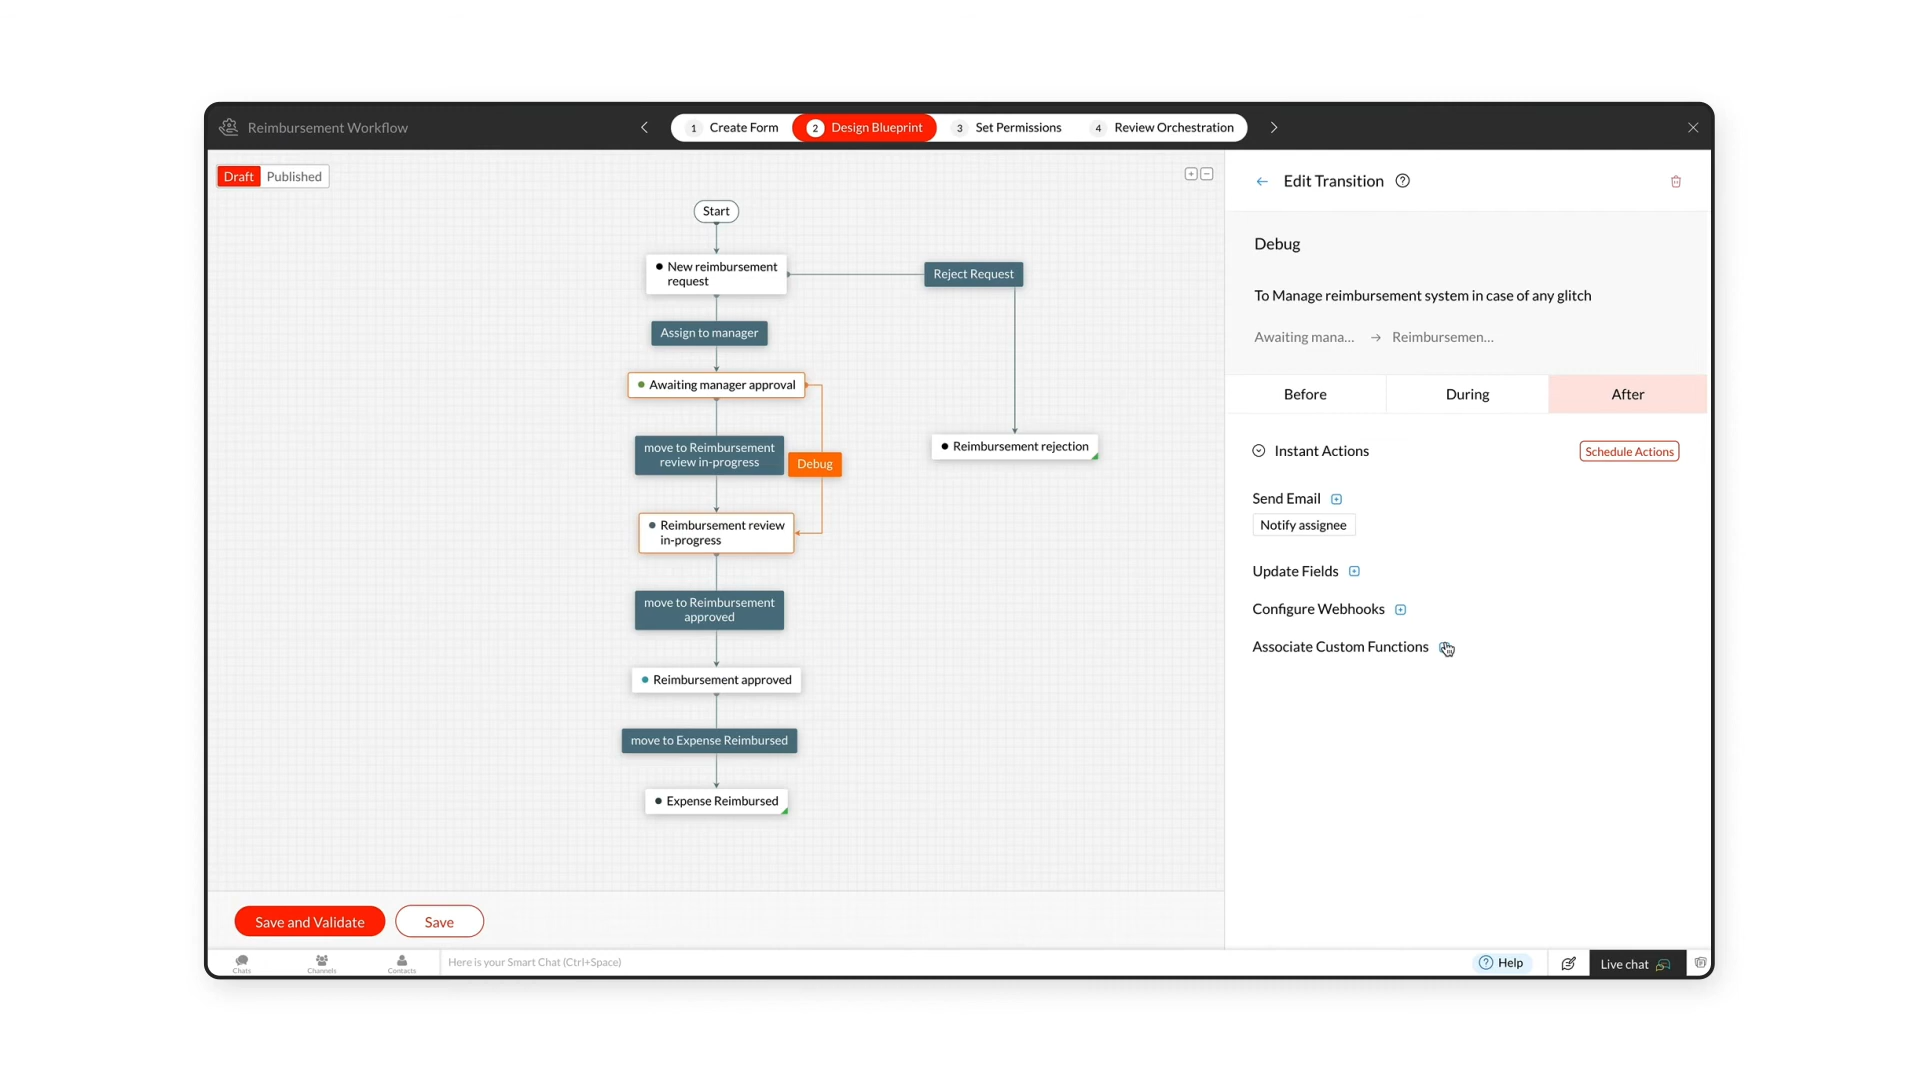 Reimbursement Workflow
1 Create Form
2 Design Blueprint
3 Set Permissions
4 Review Orchestration
Draft Published
Start
New reimbursement
request
Reject Request
Assign to manager
Awaiting manager approval
move to Reimbursement
review in-progress
Debug
Reimbursement rejection
Reimbursement review
in-progress
move to Reimbursement
approved
Reimbursement approved
move to Expense Reimbursed
Expense Reimbursed
Save and Validate
Save
Edit Transition
Debug
To Manage reimbursement system in case of any glitch
Awaiting mana... → Reimbursemen...
Before
During
After
Instant Actions
Schedule Actions
Send Email
Notify assignee
Update Fields
Configure Webhooks
Associate Custom Functions
Chats
Channels
Contacts
Here is your Smart Chat (Ctrl+Space)
Help
Live chat